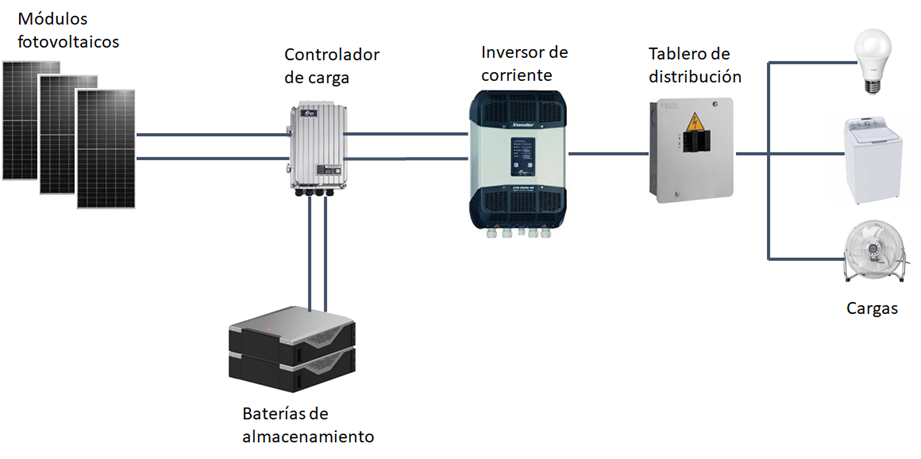 Módulos
fotovoltaicos
Controlador
de carga
Inversor de
corriente
Tablero de
distribución
Cargas
Baterías de
almacenamiento